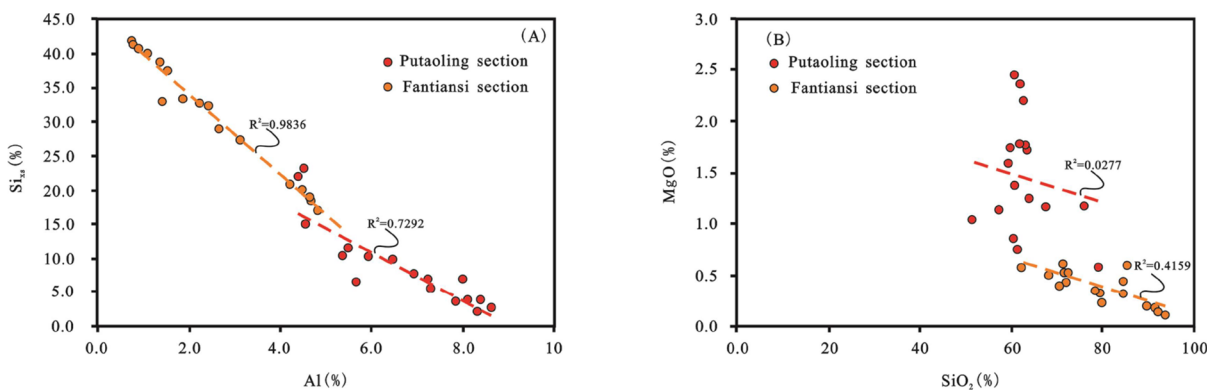 45.0
40.0
35.0
30.0
25.0
20.0
15.0
10.0
5.0
0.0
Si
(%)
(A)
Putaoling section
Fantiansi section
R²=0.9836
R²=0.7292
0.0
2.0
4.0
6.0
8.0
10
Al(%)
3.0
2.5
2.0
1.5
1.0
0.5
0.0
MgO(%)
(B)
Putaoling section
Fantiansi section
R²=0.0277
R²=0.4159
0.0
20
40
60
80
100
SiO₂(%)